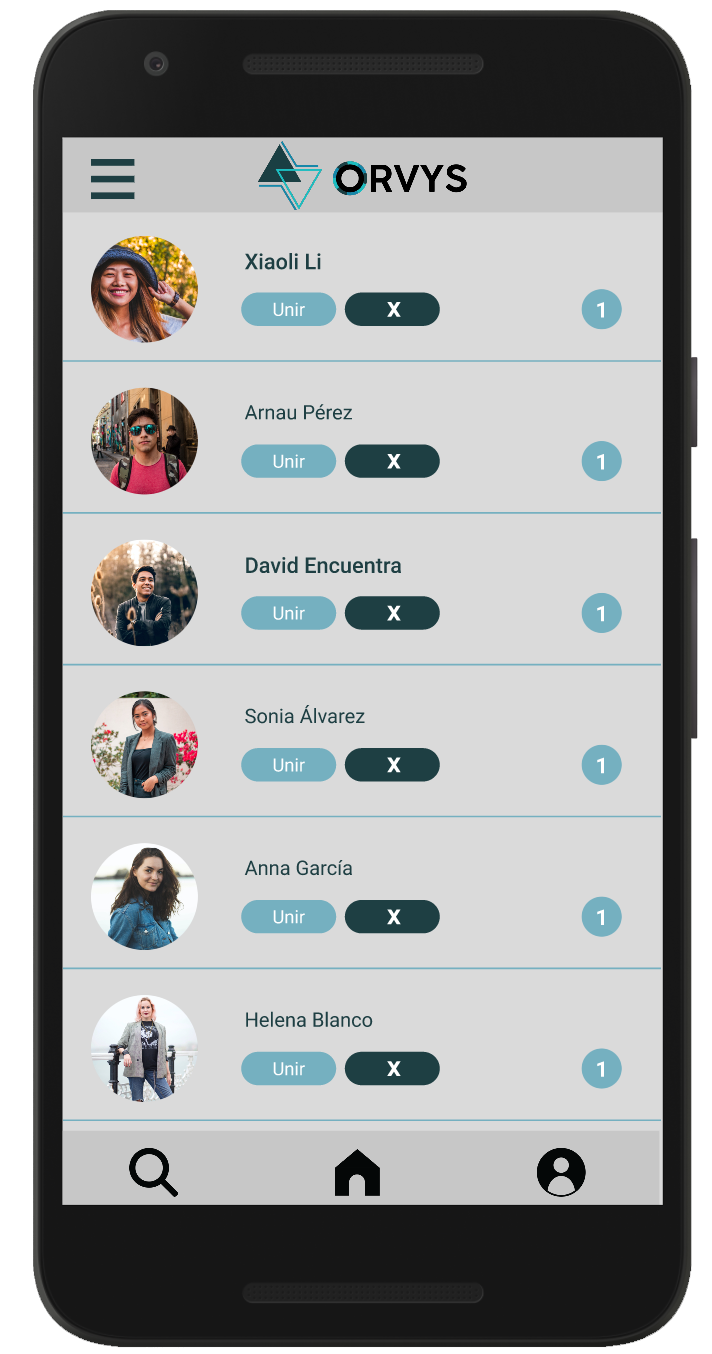 ORVYS
Xiaoli Li
Unir X 1
Arnau Pérez
Unir X 1
David Encuentra
Unir X 1
Sonia Álvarez
Unir X 1
Anna García
Unir X 1
Helena Blanco
Unir X 1